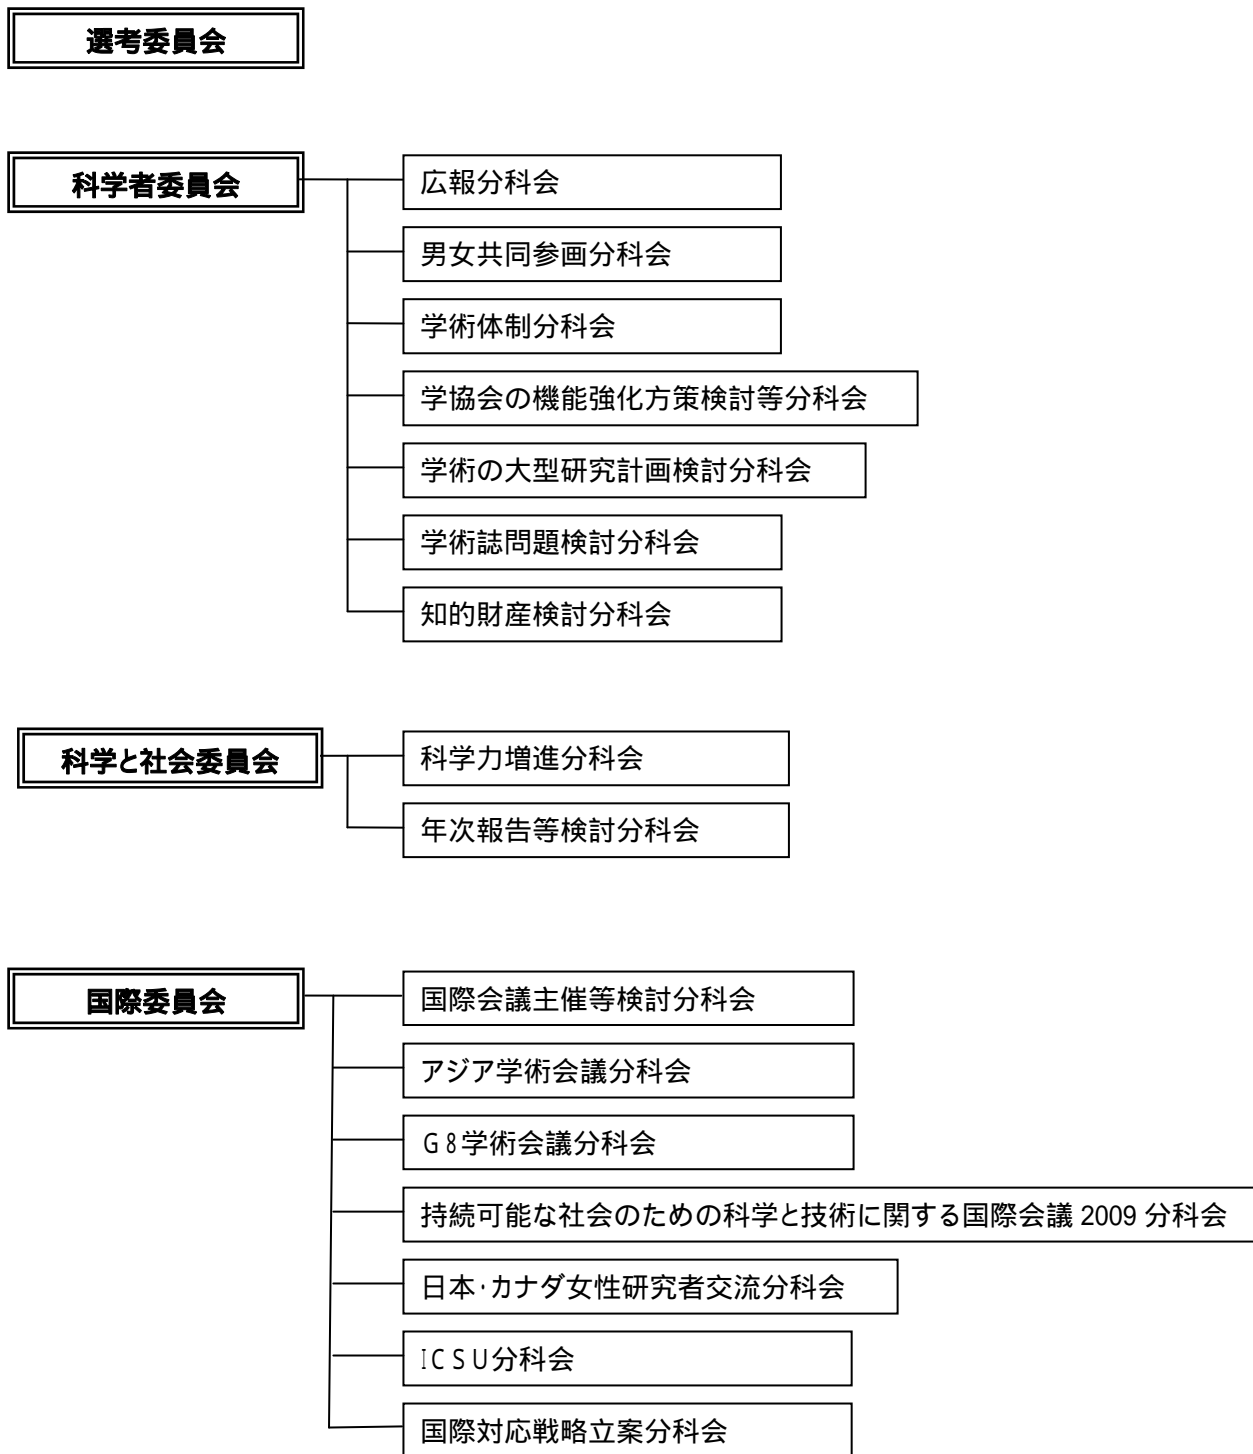 選考委員会
科学者委員会
広報分科会
男女共同参画分科会
学術体制分科会
学協会の機能強化方策検討等分科会
学術の大型研究計画検討分科会
学術誌問題検討分科会
知的財産検討分科会
科学と社会委員会
科学力増進分科会
年次報告等検討分科会
国際委員会
国際会議主催等検討分科会
アジア学術会議分科会
G8学術会議分科会
持続可能な社会のための科学と技術に関する国際会議 2009 分科会
日本・カナダ女性研究者交流分科会
ICSU分科会
国際対応戦略立案分科会